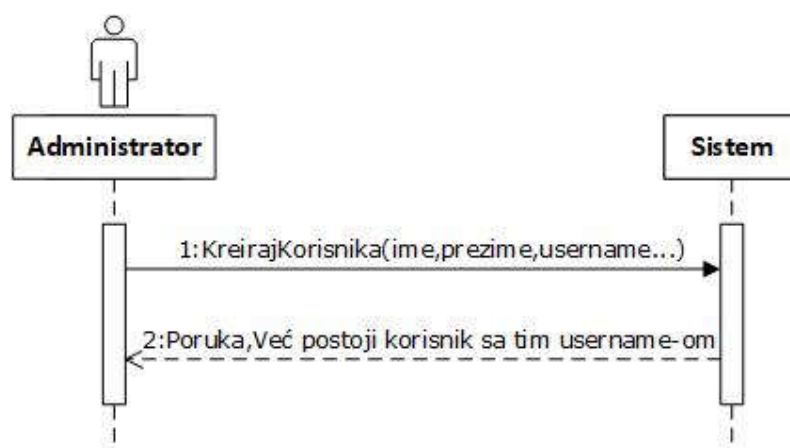 Administrator
Sistem
1:KreirajKorisnika(ime,prezime,username...)
2:Poruka,Već postoji korisnik sa tim username-om